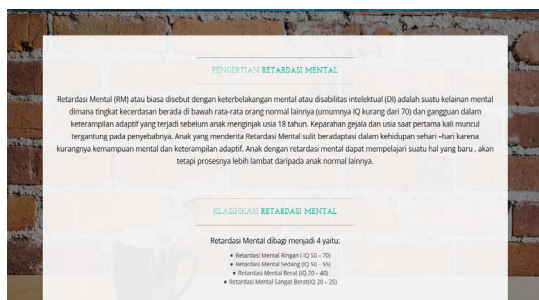 PENGERTIAN RETARDASI MENTAL
Retardasi Mental (RM) atau biasa disebut dengan keterbelakangan mental atau disabilitas intelektual (DI) adalah suatu kelainan mental
dimana tingkat kecerdasan berada di bawah rata-rata orang normal lainnya (umumnya IQ kurang dari 70) dan gangguan dalam
keterampilan adaptif yang terjadi sebelum anak menginjak usia 18 tahun. Keparahan gejala dan usia saat pertama kali muncul
tergantung pada penyebabnya. Anak yang menderita Retardasi Mental sulit beradaptasi dalam kehidupan sehari –hari karena
kurangnya kemampuan mental dan keterampilan adaptif. Anak dengan retardasi mental dapat mempelajari suatu hal yang baru , akan
tetapi prosesnya lebih lambat daripada anak normal lainnya.
KLASIFIKASI RETARDASI MENTAL
Retardasi Mental dibagi menjadi 4 yaitu:
• Retardasi Mental Ringan ( IQ 50 – 70)
• Retardasi Mental Sedang (IQ 50 – 55)
• Retardasi Mental Berat (IQ 20 – 40)
• Retardasi Mental Sangat Berat(IQ 20 – 25)